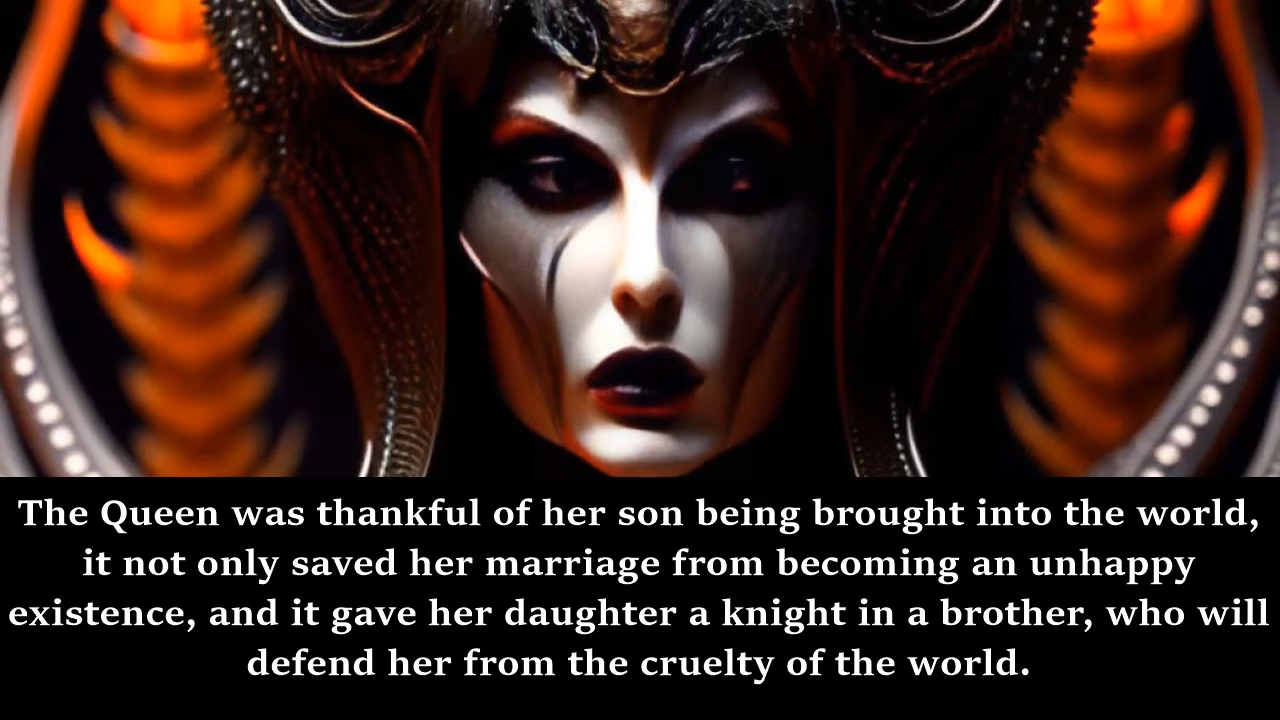 The Queen was thankful of her son being brought into the world,
it not only saved her marriage from becoming an unhappy
existence, and it gave her daughter a knight in a brother, who will
defend her from the cruelty of the world.